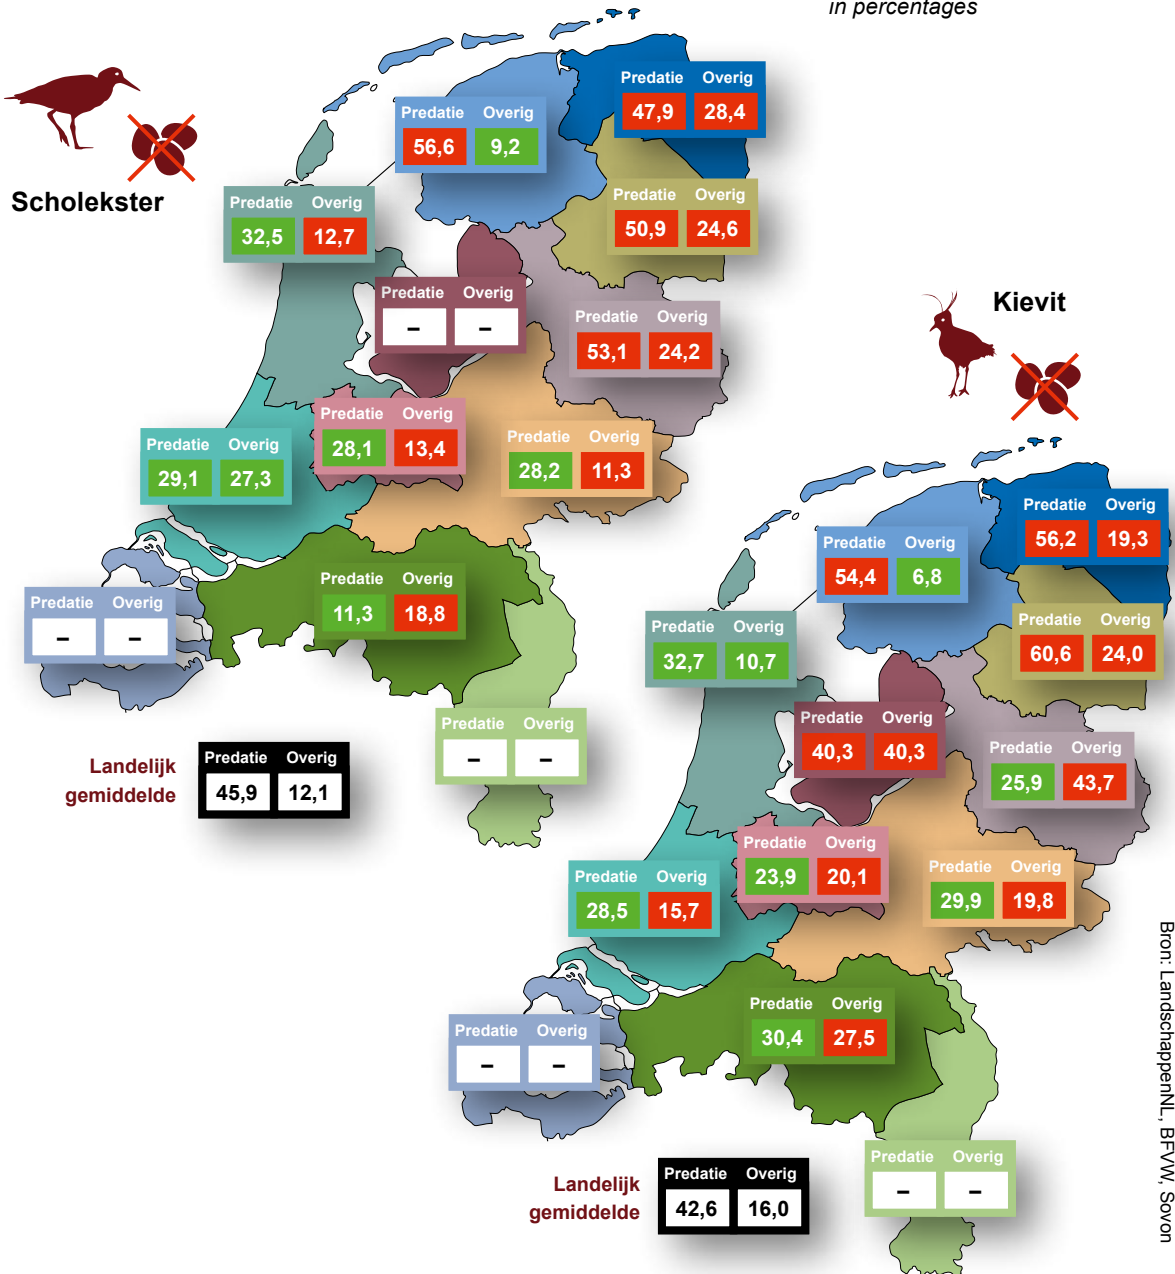 in percentages
Scholekster
Predatie Overig
47,9 28,4
Predatie Overig
56,6 9,2
Predatie Overig
50,9 24,6
Predatie Overig
32,5 12,7
Predatie Overig
– –
Predatie Overig
53,1 24,2
Predatie Overig
28,1 13,4
Predatie Overig
28,2 11,3
Predatie Overig
29,1 27,3
Predatie Overig
11,3 18,8
Predatie Overig
– –
Predatie Overig
– –
Landelijk
gemiddelde
Predatie Overig
45,9 12,1
Kievit
Predatie Overig
56,2 19,3
Predatie Overig
54,4 6,8
Predatie Overig
60,6 24,0
Predatie Overig
32,7 10,7
Predatie Overig
40,3 40,3
Predatie Overig
25,9 43,7
Predatie Overig
23,9 20,1
Predatie Overig
29,9 19,8
Predatie Overig
28,5 15,7
Predatie Overig
30,4 27,5
Predatie Overig
– –
Predatie Overig
– –
Landelijk
gemiddelde
Predatie Overig
42,6 16,0
Bron: LandschappenNL, BFVW, Sovon